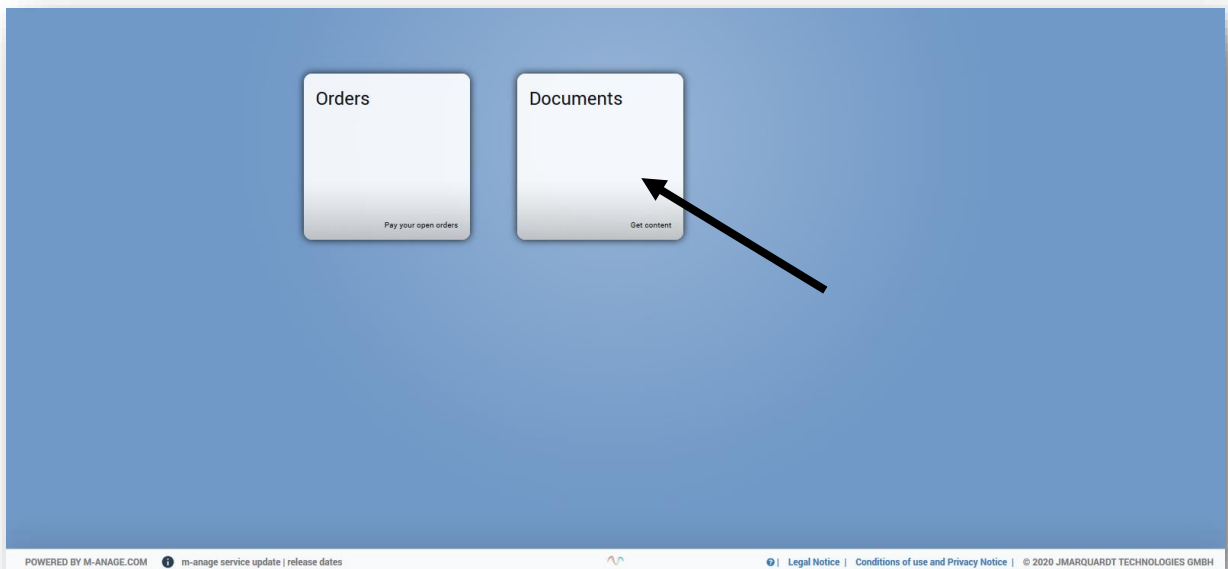 Orders
Documents
Pay your open orders
Get content
POWERED BY M-ANAGE.COM
m-anage service update | release dates
| Legal Notice | Conditions of use and Privacy Notice | © 2020 JMARQUARDT TECHNOLOGIES GMBH